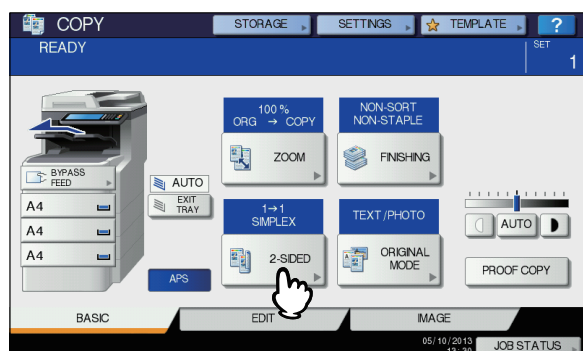 COPY
STORAGE
SETTINGS
TEMPLATE
?
READY
SET
1
100 %
ORG → COPY
NON-SORT
NON-STAPLE
ZOOM
FINISHING
BYPASS
FEED
AUTO
EXIT
TRAY
A4
A4
A4
1→1
SIMPLEX
TEXT/PHOTO
2-SIDED
ORIGINAL
MODE
AUTO
APS
PROOF COPY
BASIC
EDIT
IMAGE
05/10/2013
13:30
JOB STATUS